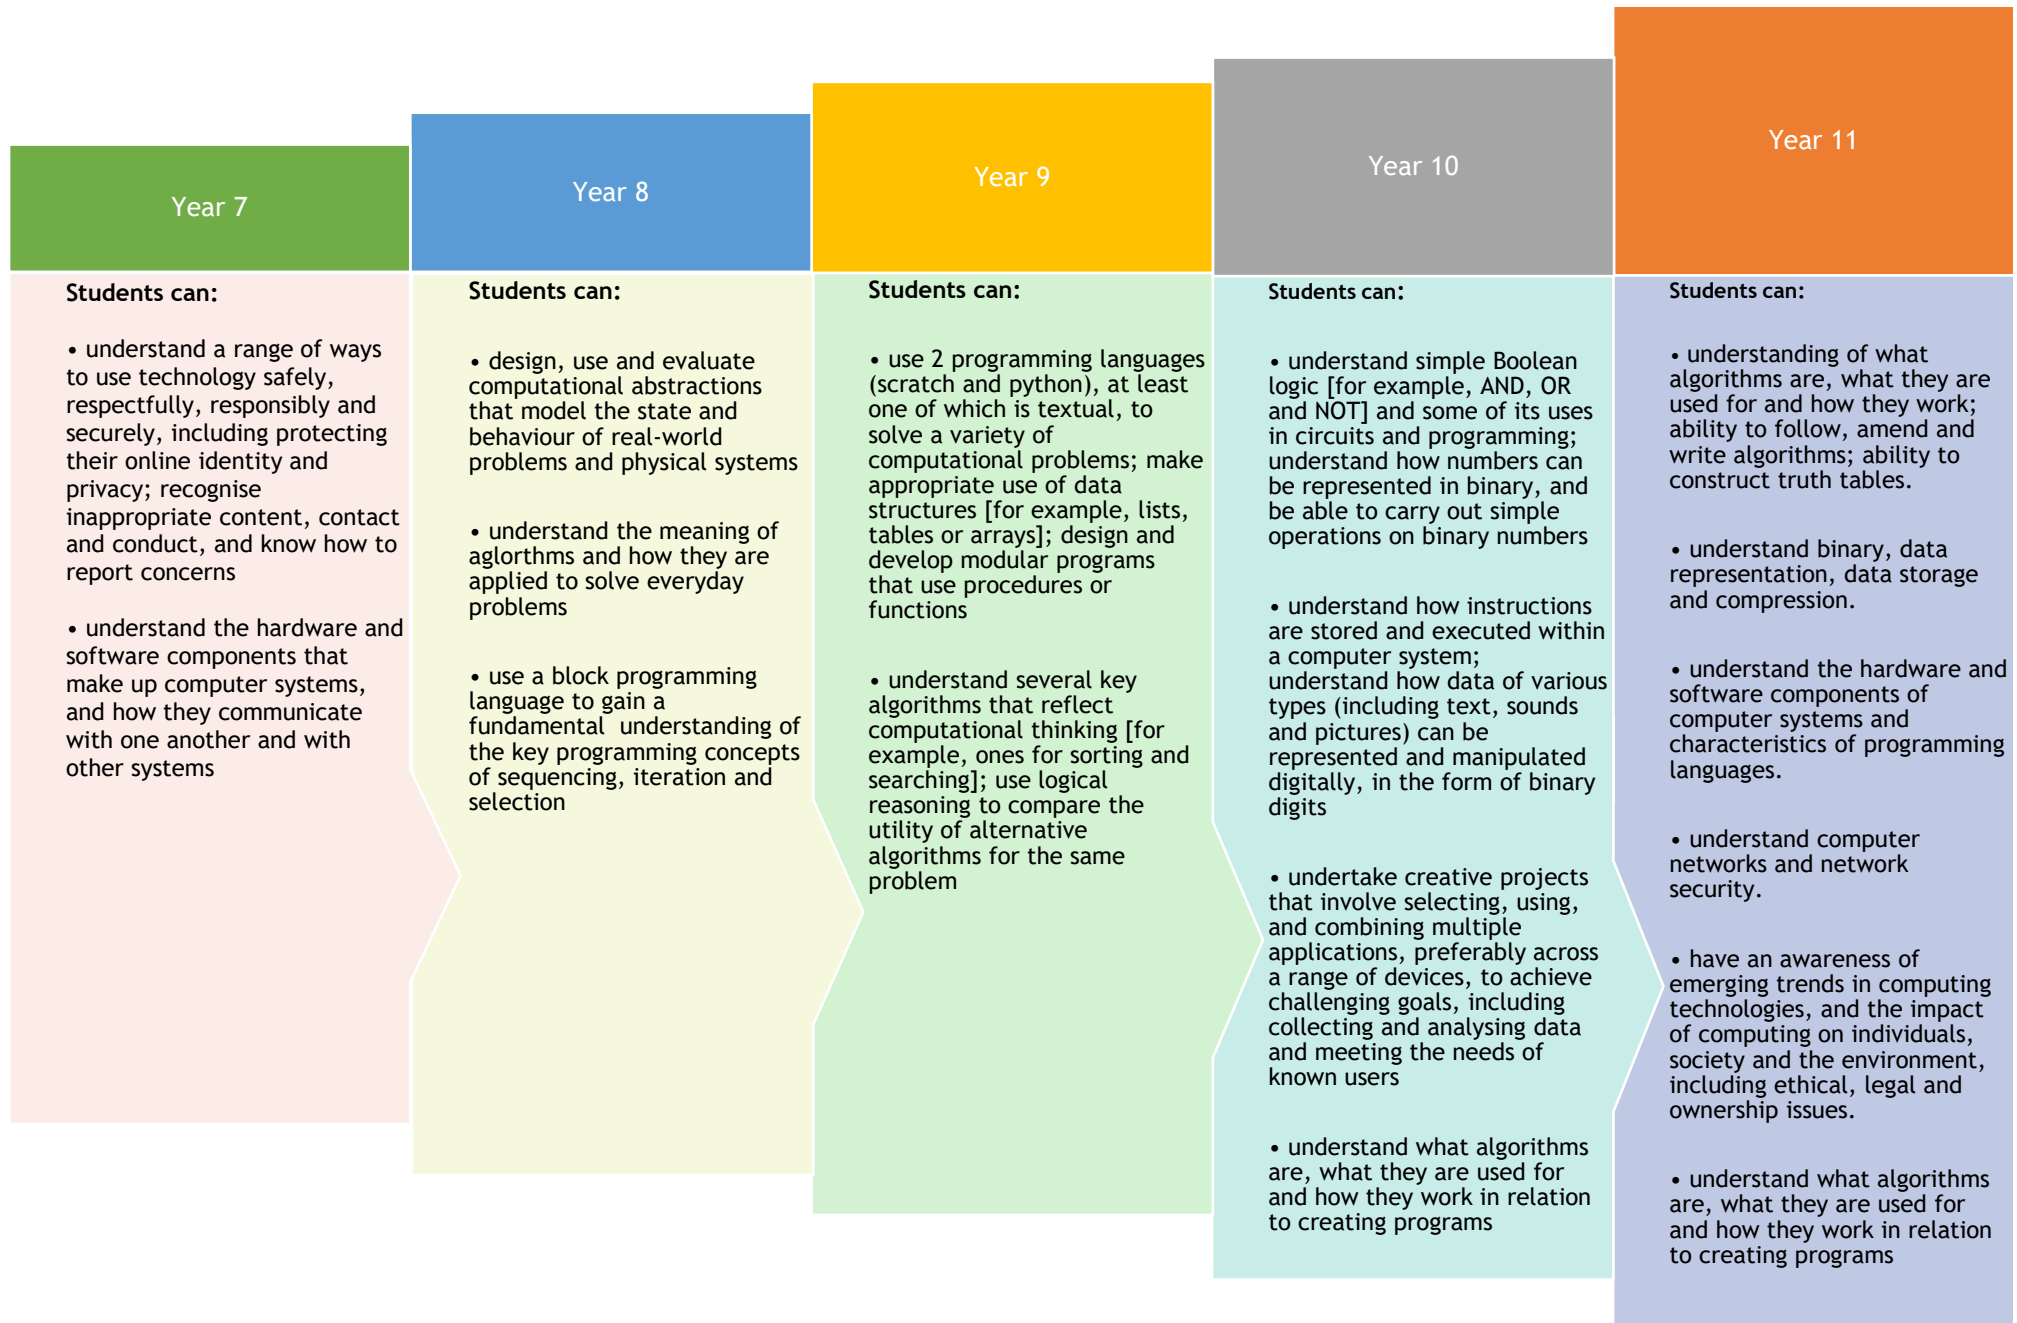 Year 7
Students can:
• understand a range of ways
to use technology safely,
respectfully, responsibly and
securely, including protecting
their online identity and
privacy; recognise
inappropriate content, contact
and conduct, and know how to
report concerns
• understand the hardware and
software components that
make up computer systems,
and how they communicate
with one another and with
other systems
Year 8
Students can:
• design, use and evaluate
computational abstractions
that model the state and
behaviour of real-world
problems and physical systems
• understand the meaning of
aglorthms and how they are
applied to solve everyday
problems
• use a block programming
language to gain a
fundamental  understanding of
the key programming concepts
of sequencing, iteration and
selection
Year 9
Students can:
• use 2 programming languages
(scratch and python), at least
one of which is textual, to
solve a variety of
computational problems; make
appropriate use of data
structures [for example, lists,
tables or arrays]; design and
develop modular programs
that use procedures or
functions
• understand several key
algorithms that reflect
computational thinking [for
example, ones for sorting and
searching]; use logical
reasoning to compare the
utility of alternative
algorithms for the same
problem
Year 10
Students can:
• understand simple Boolean
logic [for example, AND, OR
and NOT] and some of its uses
in circuits and programming;
understand how numbers can
be represented in binary, and
be able to carry out simple
operations on binary numbers
• understand how instructions
are stored and executed within
a computer system;
understand how data of various
types (including text, sounds
and pictures) can be
represented and manipulated
digitally, in the form of binary
digits
• undertake creative projects
that involve selecting, using,
and combining multiple
applications, preferably across
a range of devices, to achieve
challenging goals, including
collecting and analysing data
and meeting the needs of
known users
• understand what algorithms
are, what they are used for
and how they work in relation
to creating programs
Year 11
Students can:
• understanding of what
algorithms are, what they are
used for and how they work;
ability to follow, amend and
write algorithms; ability to
construct truth tables.
• understand binary, data
representation, data storage
and compression.
• understand the hardware and
software components of
computer systems and
characteristics of programming
languages.
• understand computer
networks and network
security.
• have an awareness of
emerging trends in computing
technologies, and the impact
of computing on individuals,
society and the environment,
including ethical, legal and
ownership issues.
• understand what algorithms
are, what they are used for
and how they work in relation
to creating programs